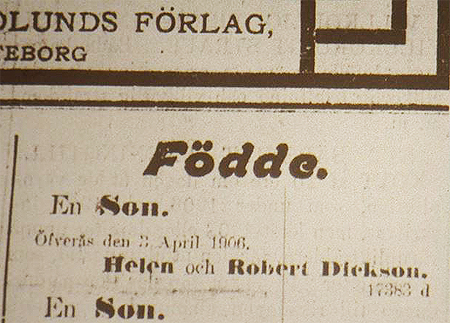 OLUNDS FÖRLAG,
TEBORG
Födde.
En Son.
Öfverås den 3 April 1906.
Helen och Robert Dickson.
17383 d
En Son.